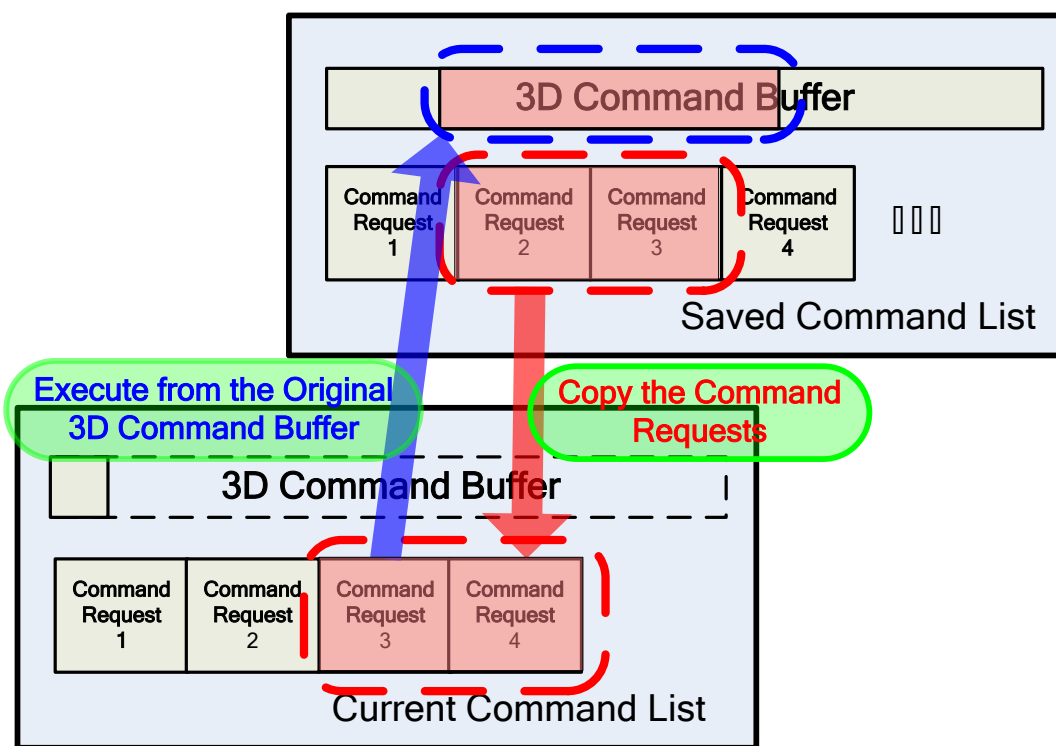 3D Command Buffer
Command
Request
1
Command
Request
2
Command
Request
3
Command
Request
4
Saved Command List
Execute from the Original
3D Command Buffer
Copy the Command
Requests
3D Command Buffer
Command
Request
1
Command
Request
2
Command
Request
3
Command
Request
4
Current Command List